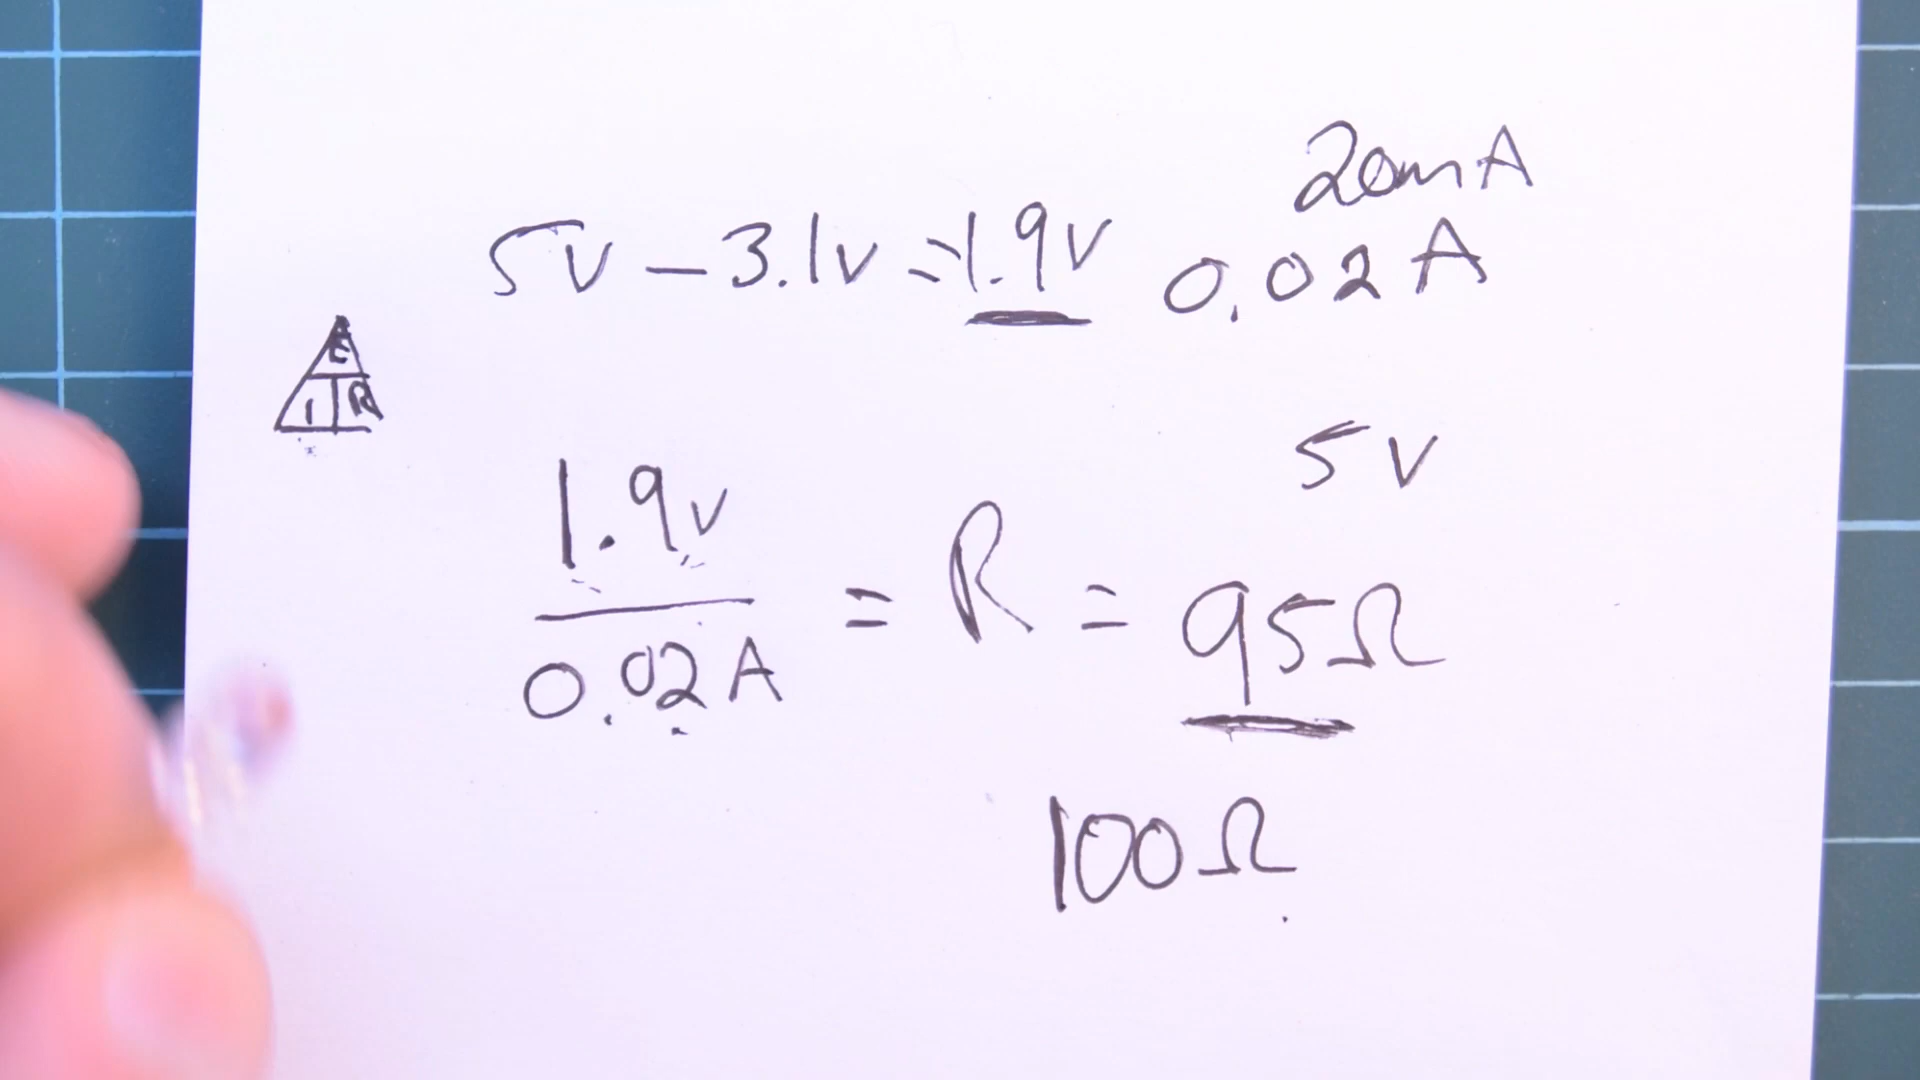 20mA
5V - 3.1V = 1.9V 0.02A
E
I R
5V
1.9V
0.02A = R = 95Ω
100Ω